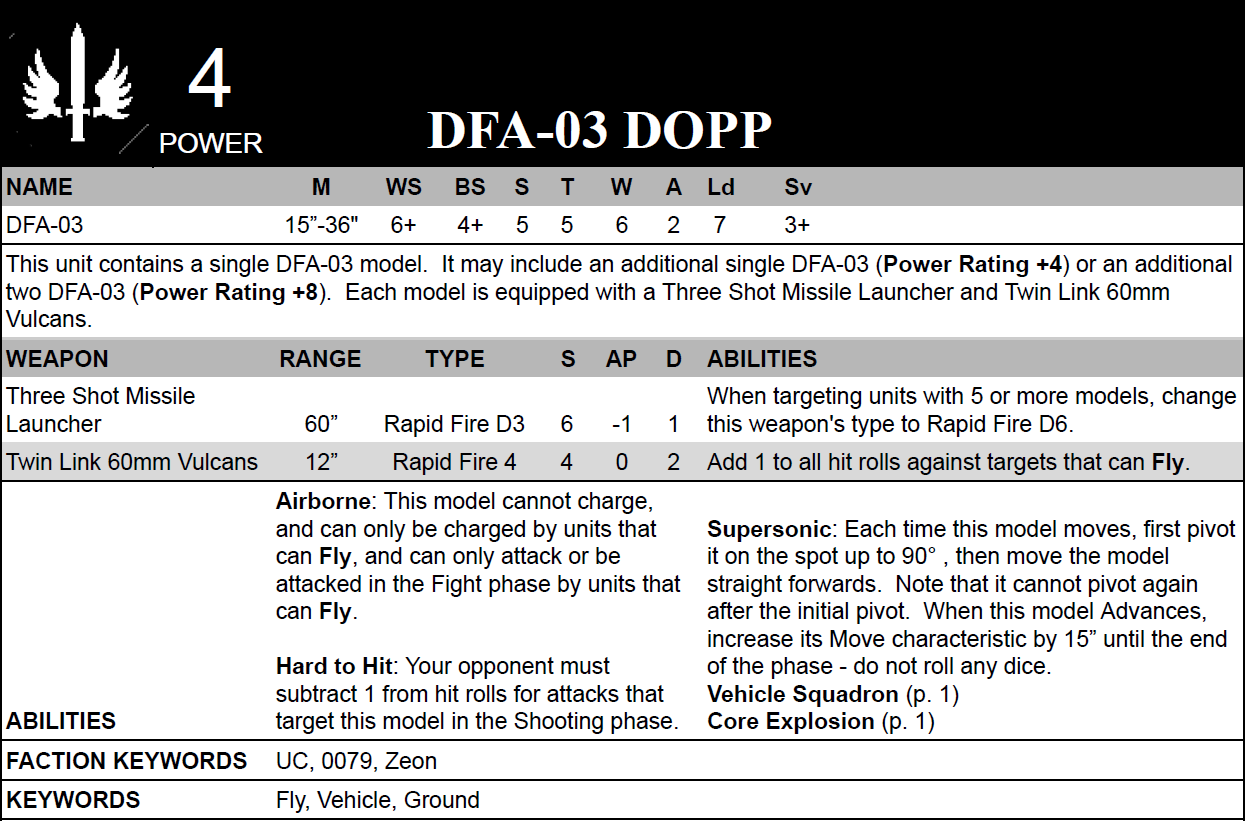 4
POWER
DFA-03 DOPP
NAME M WS BS S T W A Ld Sv
DFA-03 15”-36" 6+ 4+ 5 5 6 2 7 3+
This unit contains a single DFA-03 model.  It may include an additional single DFA-03 (Power Rating +4) or an additional
two DFA-03 (Power Rating +8).  Each model is equipped with a Three Shot Missile Launcher and Twin Link 60mm
Vulcans.
WEAPON RANGE TYPE S AP D ABILITIES
Three Shot Missile
Launcher 60” Rapid Fire D3 6 -1 1
When targeting units with 5 or more models, change
this weapon's type to Rapid Fire D6.
Twin Link 60mm Vulcans 12” Rapid Fire 4 4 0 2 Add 1 to all hit rolls against targets that can Fly.
ABILITIES
Airborne: This model cannot charge,
and can only be charged by units that
can Fly, and can only attack or be
attacked in the Fight phase by units that
can Fly.
Hard to Hit: Your opponent must
subtract 1 from hit rolls for attacks that
target this model in the Shooting phase.
Supersonic: Each time this model moves, first pivot
it on the spot up to 90° , then move the model
straight forwards.  Note that it cannot pivot again
after the initial pivot.  When this model Advances,
increase its Move characteristic by 15” until the end
of the phase - do not roll any dice.
Vehicle Squadron (p. 1)
Core Explosion (p. 1)
FACTION KEYWORDS UC, 0079, Zeon
KEYWORDS Fly, Vehicle, Ground